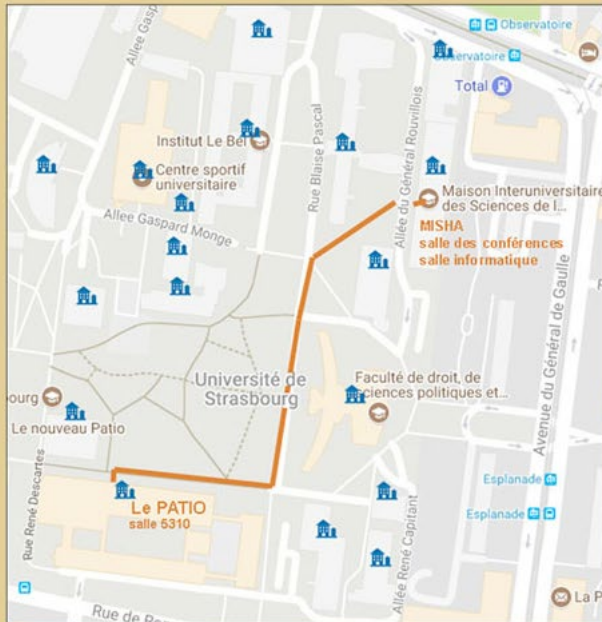 Observatoire
Observatoire
Allée Gaspard
Total
Institut Le Bel
Centre sportif
universitaire
Rue Blaise Pascal
Allée du Général Rouvillois
Maison Interuniversitaire
des Sciences de l...
MISHA
salle des conférences
salle informatique
Allee Gaspard Monge
Avenue du Général de Gaulle
Université de
Strasbourg
Faculté de droit, de
sciences politiques et...
bourg
Le nouveau Patio
Rue René Descartes
Le PATIO
salle 5310
Esplanade
Esplanade
Allée René Capitant
La P
Rue de